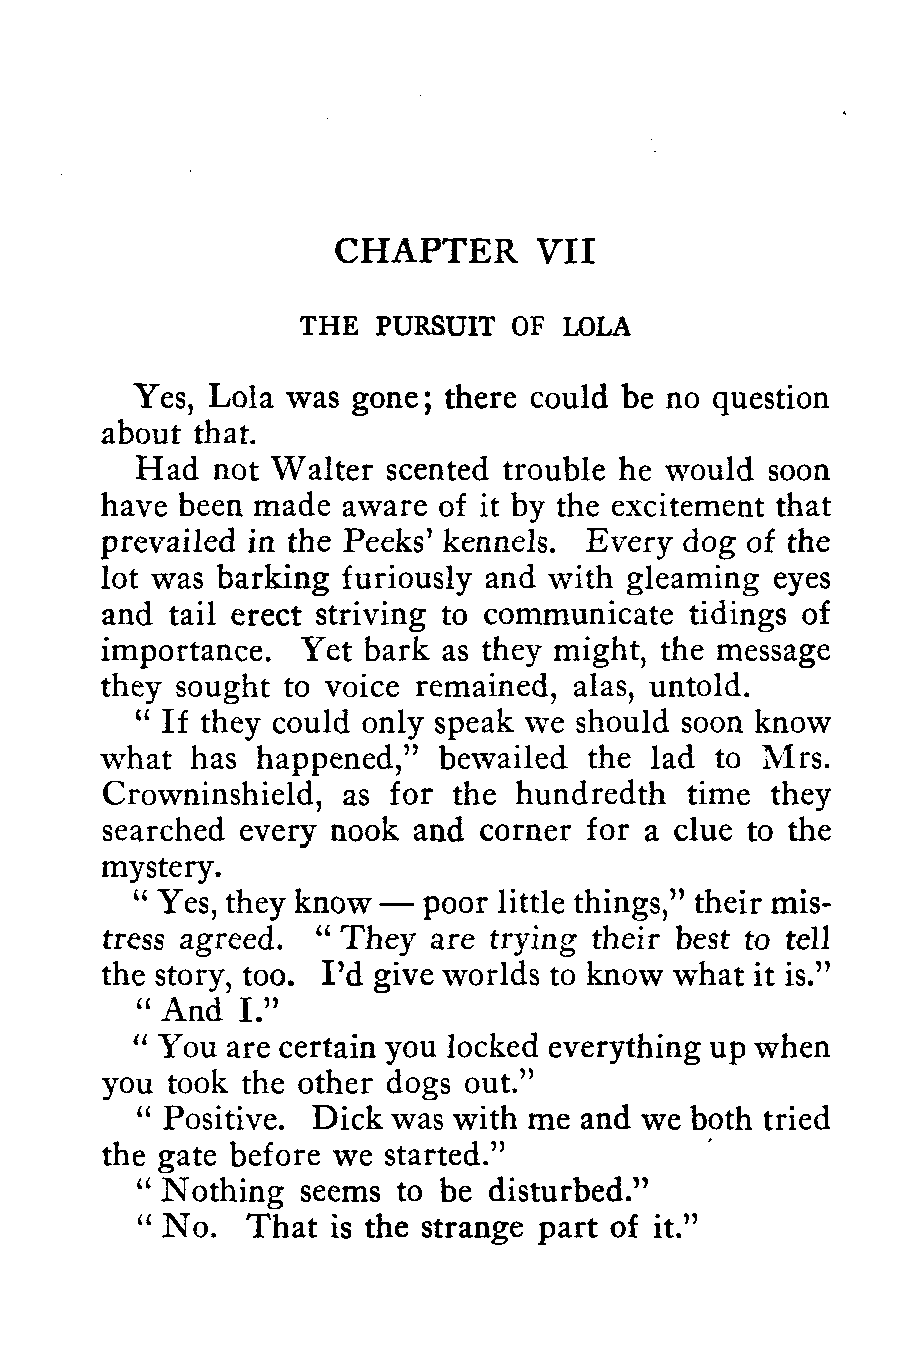 CHAPTER VII
THE PURSUIT OF LOLA
Yes, Lola was gone; there could be no question
about that.
Had not Walter scented trouble he would soon
have been made aware of it by the excitement that
prevailed in the Peeks' kennels. Every dog of the
lot was barking furiously and with gleaming eyes
and tail erect striving to communicate tidings of
importance. Yet bark as they might, the message
they sought to voice remained, alas, untold.
“ If they could only speak we should soon know
what has happened,” bewailed the lad to Mrs.
Crowninshield, as for the hundredth time they
searched every nook and corner for a clue to the
mystery.
“ Yes, they know — poor little things,” their mis-
tress agreed. “ They are trying their best to tell
the story, too. I'd give worlds to know what it is.”
“ And I.”
“ You are certain you locked everything up when
you took the other dogs out.”
“ Positive. Dick was with me and we both tried
the gate before we started.”
“ Nothing seems to be disturbed.”
“ No. That is the strange part of it.”